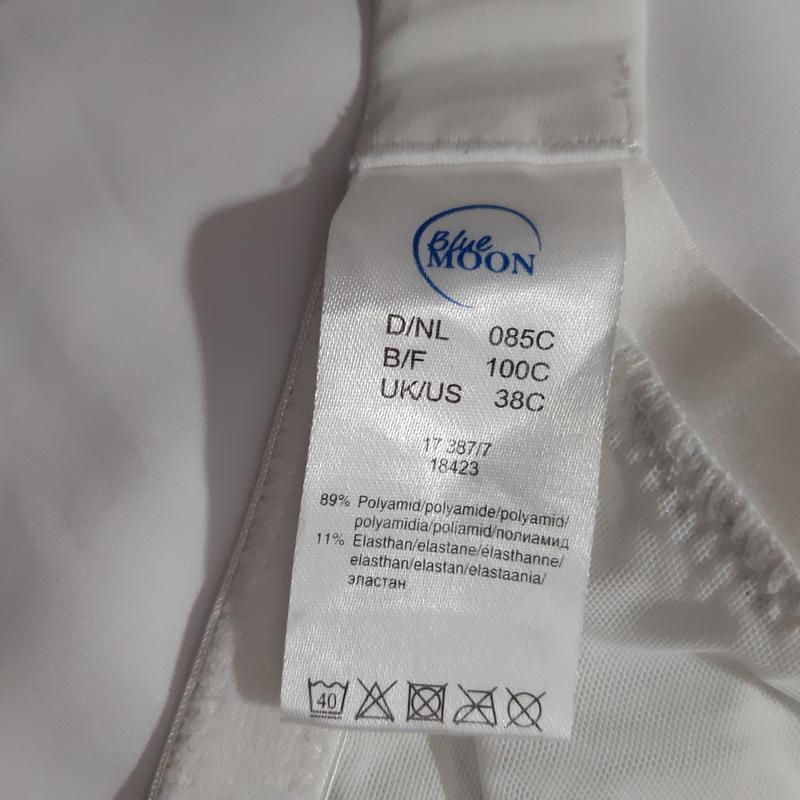 Blue
MOON
D/NL 085C
B/F 100C
UK/US 38C
17 387/7
18423
89% Polyamid/polyamide/polyamid/
polyamidia/poliamid/полиамид
11% Elasthan/elastane/élasthanne/
elasthan/elastan/elastaania/
эластан
40